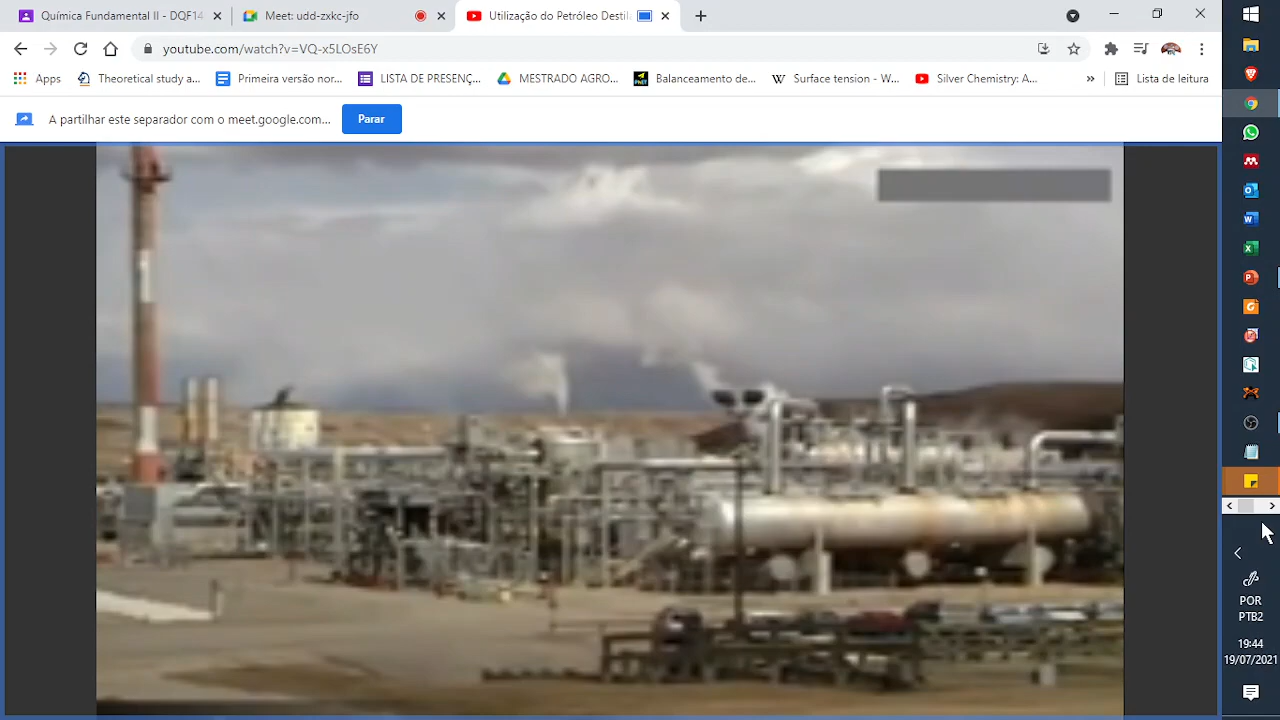 Química Fundamental II - DQF1
Meet: udd-zxkc-jfo
Utilização do Petróleo Destil
youtube.com/watch?v=VQ-x5LOsE6Y
Apps
Theoretical study a...
Primeira versão nor...
LISTA DE PRESENÇ...
MESTRADO AGRO...
Balanceamento de...
Surface tension - W...
Silver Chemistry: A...
»
Lista de leitura
A partilhar este separador com o meet.google.com...
Parar
POR
PTB2
19:44
19/07/2021